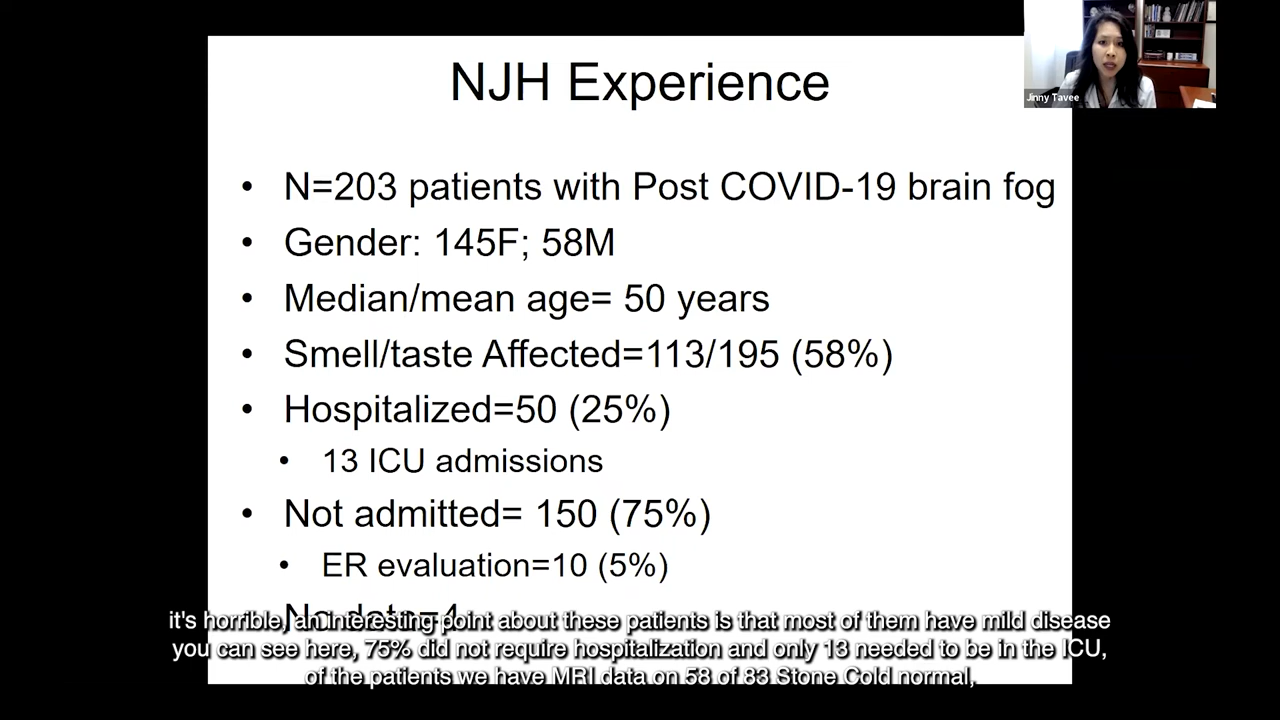 NJH Experience
Jinny Tavee
• N=203 patients with Post COVID-19 brain fog
• Gender: 145F; 58M
• Median/mean age= 50 years
• Smell/taste Affected=113/195 (58%)
• Hospitalized=50 (25%)
• 13 ICU admissions
• Not admitted= 150 (75%)
• ER evaluation=10 (5%)
No data=4
it's horrible, an interesting point about these patients is that most of them have mild disease
you can see here, 75% did not require hospitalization and only 13 needed to be in the ICU,
of the patients we have MRI data on 58 of 83 Stone Cold normal,